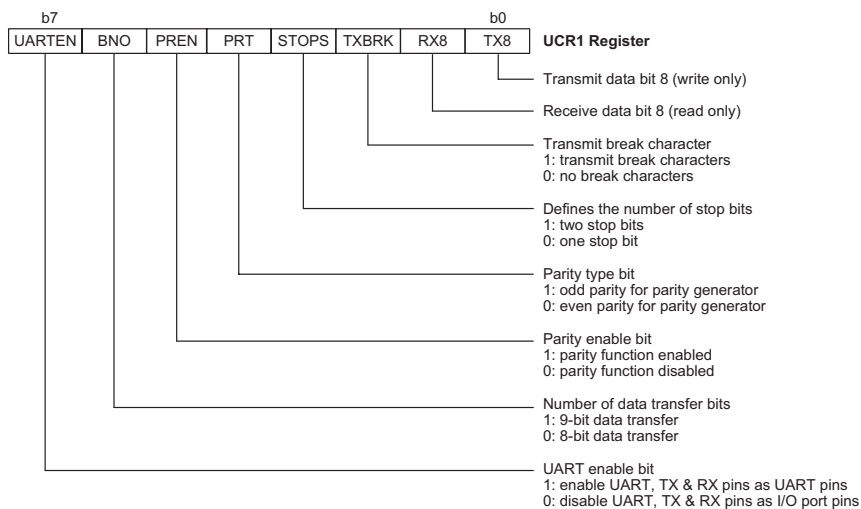 b7 b0
UARTEN BNO PREN PRT STOPS TXBRK RX8 TX8 UCR1 Register
Transmit data bit 8 (write only)
Receive data bit 8 (read only)
Transmit break character
1: transmit break characters
0: no break characters
Defines the number of stop bits
1: two stop bits
0: one stop bit
Parity type bit
1: odd parity for parity generator
0: even parity for parity generator
Parity enable bit
1: parity function enabled
0: parity function disabled
Number of data transfer bits
1: 9-bit data transfer
0: 8-bit data transfer
UART enable bit
1: enable UART, TX & RX pins as UART pins
0: disable UART, TX & RX pins as I/O port pins